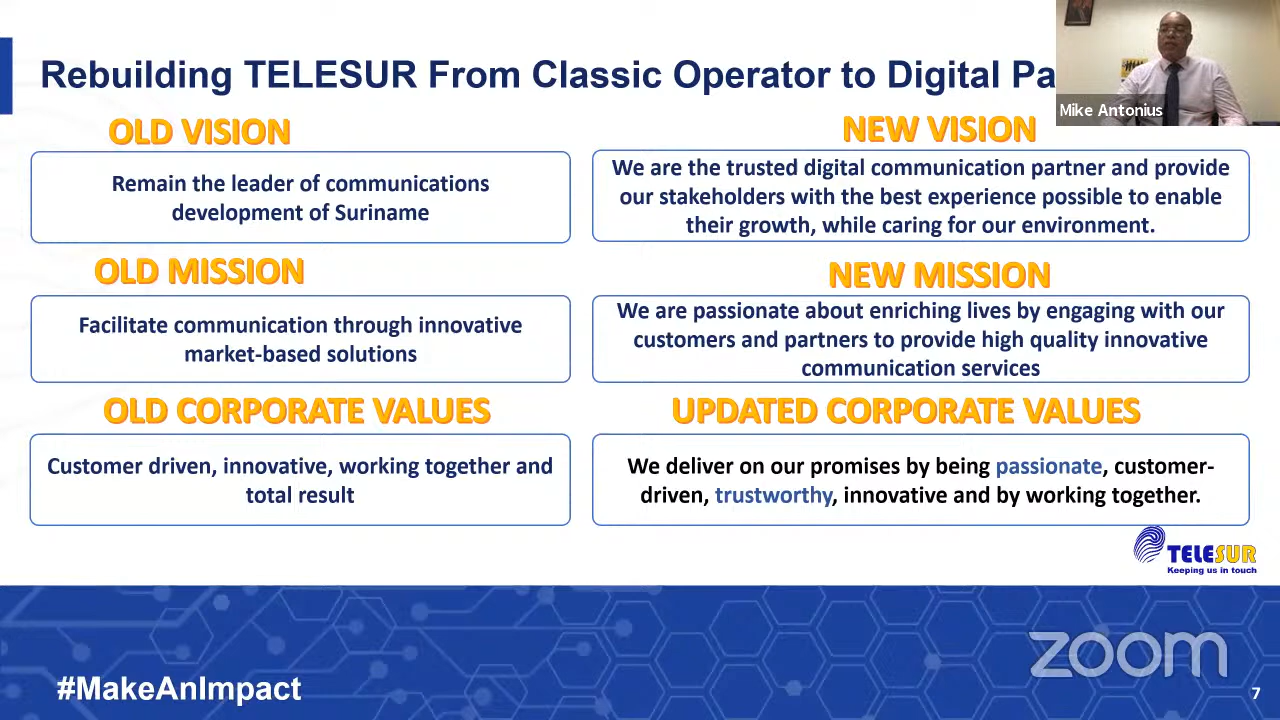 Rebuilding TELESUR From Classic Operator to Digital Pa
Mike Antonius
OLD VISION
Remain the leader of communications
development of Suriname
NEW VISION
We are the trusted digital communication partner and provide
our stakeholders with the best experience possible to enable
their growth, while caring for our environment.
OLD MISSION
Facilitate communication through innovative
market-based solutions
NEW MISSION
We are passionate about enriching lives by engaging with our
customers and partners to provide high quality innovative
communication services
OLD CORPORATE VALUES
Customer driven, innovative, working together and
total result
UPDATED CORPORATE VALUES
We deliver on our promises by being passionate, customer-
driven, trustworthy, innovative and by working together.
TELESUR
Keeping us in touch
zoom
#MakeAnImpact
7